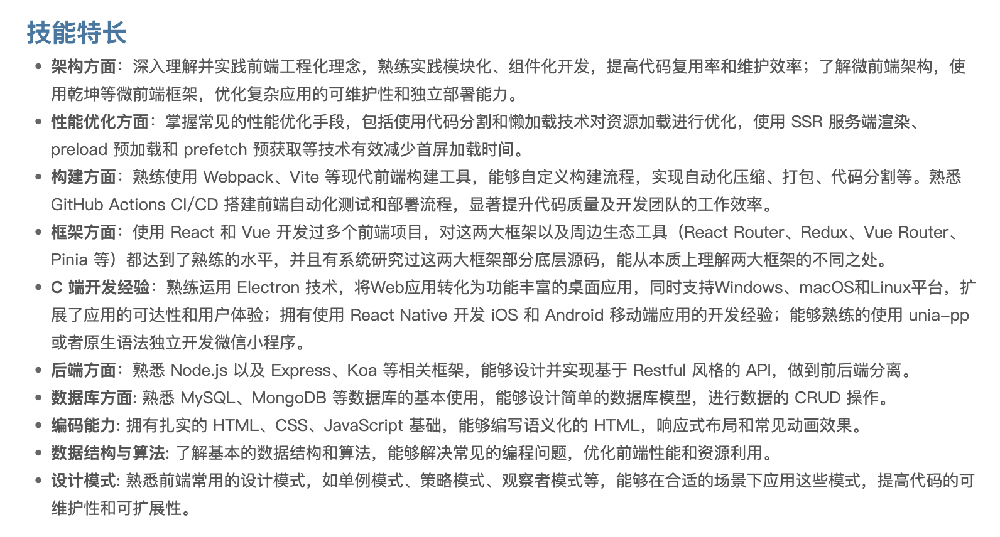 技能特长
• 架构方面：深入理解并实践前端工程化理念，熟练实践模块化、组件化开发，提高代码复用率和维护效率；了解微前端架构，使
用乾坤等微前端框架，优化复杂应用的可维护性和独立部署能力。
• 性能优化方面：掌握常见的性能优化手段，包括使用代码分割和懒加载技术对资源加载进行优化，使用 SSR 服务端渲染、
preload 预加载和 prefetch 预获取等技术有效减少首屏加载时间。
• 构建方面：熟练使用 Webpack、Vite 等现代前端构建工具，能够自定义构建流程，实现自动化压缩、打包、代码分割等。熟悉
GitHub Actions CI/CD 搭建前端自动化测试和部署流程，显著提升代码质量及开发团队的工作效率。
• 框架方面：使用 React 和 Vue 开发过多个前端项目，对这两大框架以及周边生态工具（React Router、Redux、Vue Router、
Pinia 等）都达到了熟练的水平，并且有系统研究过这两大框架部分底层源码，能从本质上理解两大框架的不同之处。
• C 端开发经验：熟练运用 Electron 技术，将Web应用转化为功能丰富的桌面应用，同时支持Windows、macOS和Linux平台，扩
展了应用的可达性和用户体验；拥有使用 React Native 开发 iOS 和 Android 移动端应用的开发经验；能够熟练的使用 unia-pp
或者原生语法独立开发微信小程序。
• 后端方面：熟悉 Node.js 以及 Express、Koa 等相关框架，能够设计并实现基于 Restful 风格的 API，做到前后端分离。
• 数据库方面: 熟悉 MySQL、MongoDB 等数据库的基本使用，能够设计简单的数据库模型，进行数据的 CRUD 操作。
• 编码能力: 拥有扎实的 HTML、CSS、JavaScript 基础，能够编写语义化的 HTML，响应式布局和常见动画效果。
• 数据结构与算法: 了解基本的数据结构和算法，能够解决常见的编程问题，优化前端性能和资源利用。
• 设计模式: 熟悉前端常用的设计模式，如单例模式、策略模式、观察者模式等，能够在合适的场景下应用这些模式，提高代码的可
维护性和可扩展性。